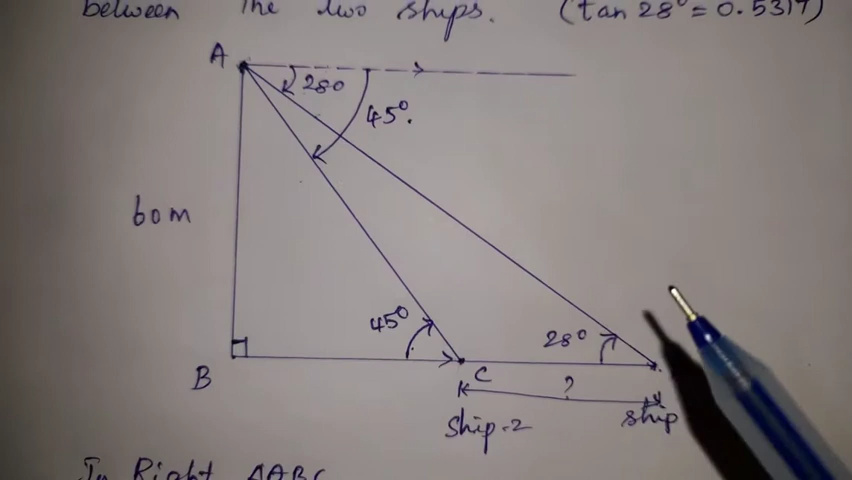 between The two ships. (tan 28° = 0.5317)
A
28°
45°.
60m
45°
28°
B
C
?
Ship-2
ship
In Right ΔABC